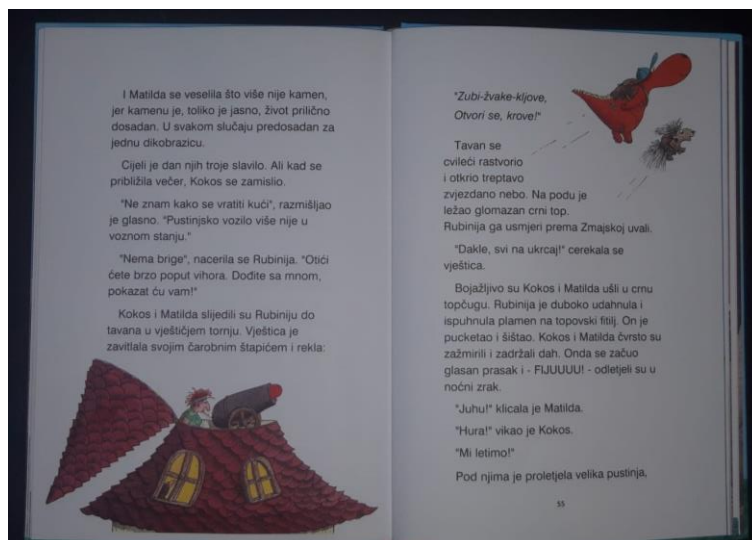 I Matilda se veselila što više nije kamen,
jer kamenu je, toliko je jasno, život prilično
dosadan. U svakom slučaju predosadan za
jednu dikobrazicu.
Cijeli je dan njih troje slavilo. Ali kad se
približila večer, Kokos se zamislio.
"Ne znam kako se vratiti kući", razmišljao
je glasno. "Pustinjsko vozilo više nije u
voznom stanju."
"Nema brige", nacerila se Rubinija. "Otići
ćete brzo poput vihora. Dođite sa mnom,
pokazat ću vam!"
Kokos i Matilda slijedili su Rubiniju do
tavana u vještičjem tornju. Vještica je
zavitlala svojim čarobnim štapićem i rekla:
"Zubi-žvake-kljove,
Otvori se, krove!"
Tavan se
cvileći rastvorio
i otkrio treptavo
zvjezdano nebo. Na podu je
ležao glomazan crni top.
Rubinija ga usmjeri prema Zmajskoj uvali.
"Dakle, svi na ukrcaj!" cerekala se
vještica.
Bojažljivo su Kokos i Matilda ušli u crnu
topčugu. Rubinija je duboko udahnula i
ispuhnula plamen na topovski fitilj. On je
pucketao i šištao. Kokos i Matilda čvrsto su
zažmirili i zadržali dah. Onda se začuo
glasan prasak i - FIJUUUU! - odletjeli su u
noćni zrak.
"Juhu!" klicala je Matilda.
"Hura!" vikao je Kokos.
"Mi letimo!"
Pod njima je proletjela velika pustinja,
55